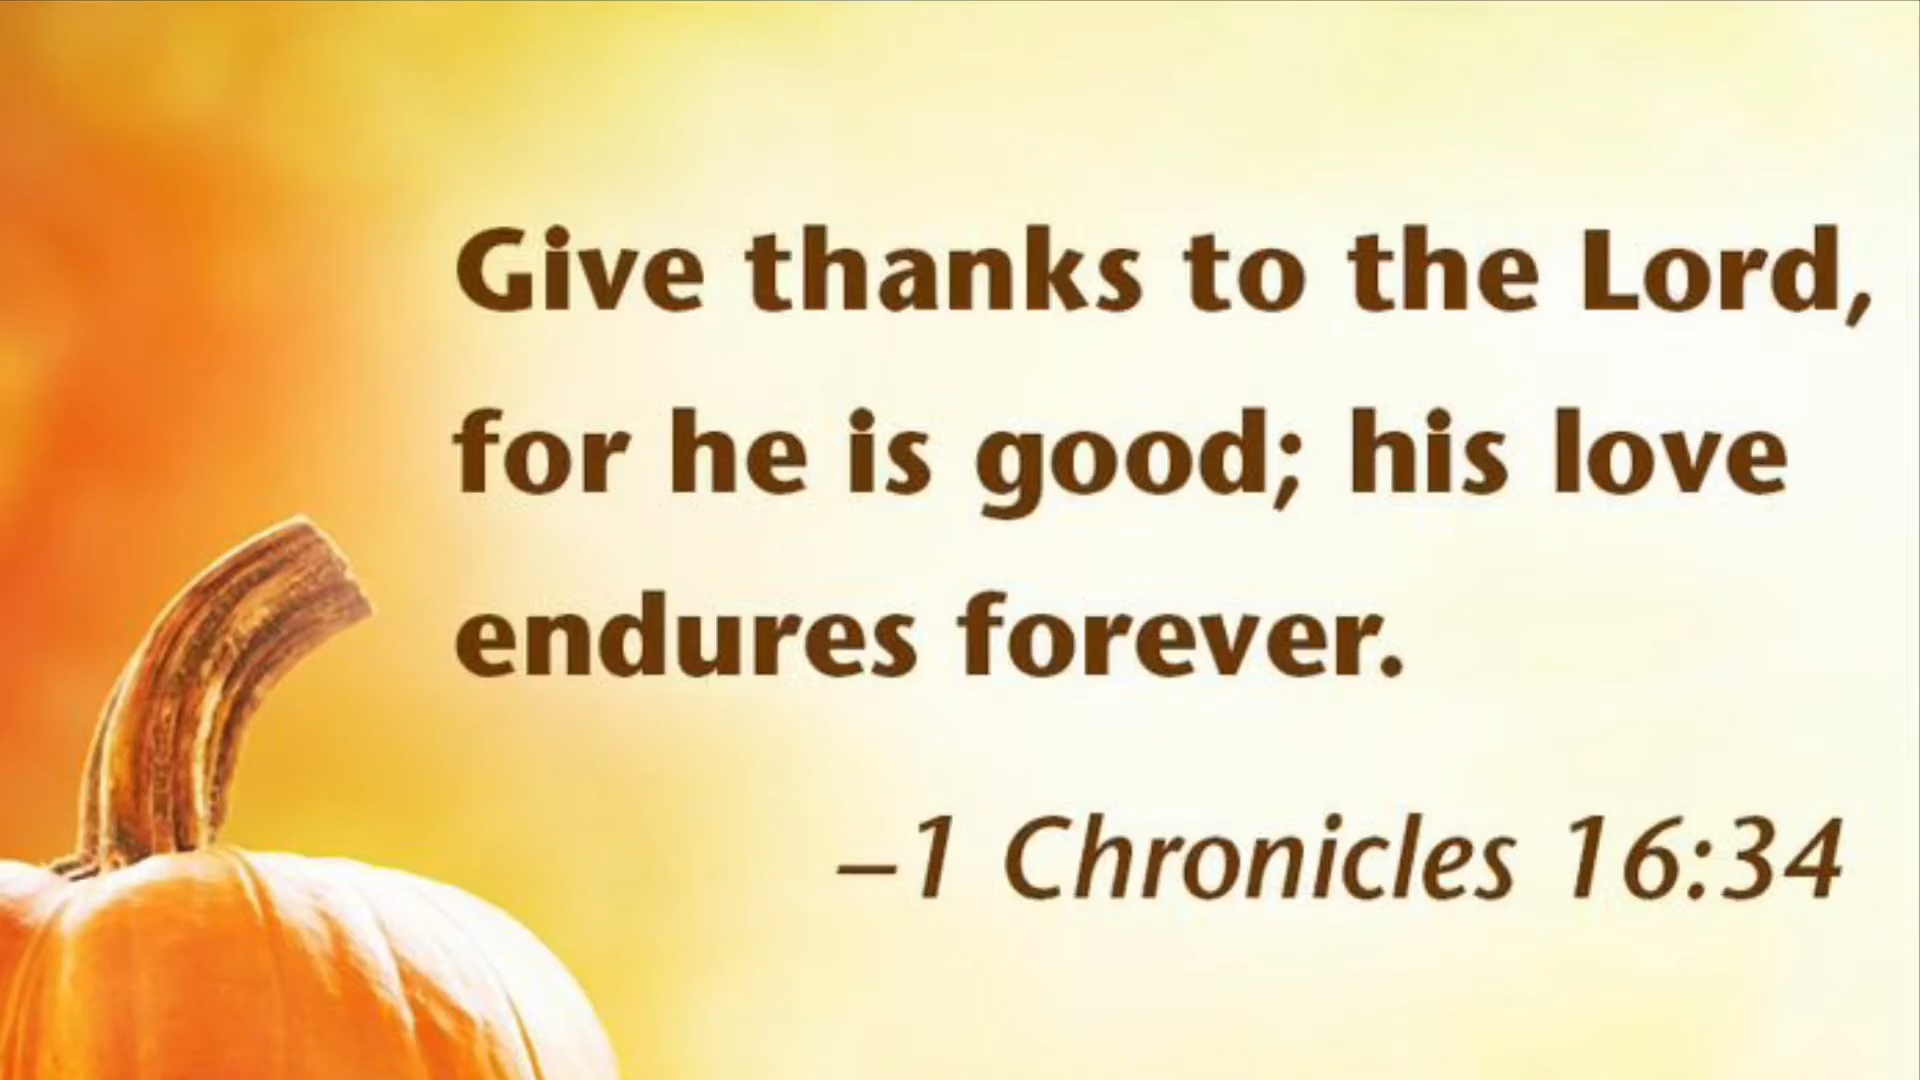 Give thanks to the Lord,
for he is good; his love
endures forever.
–1 Chronicles 16:34